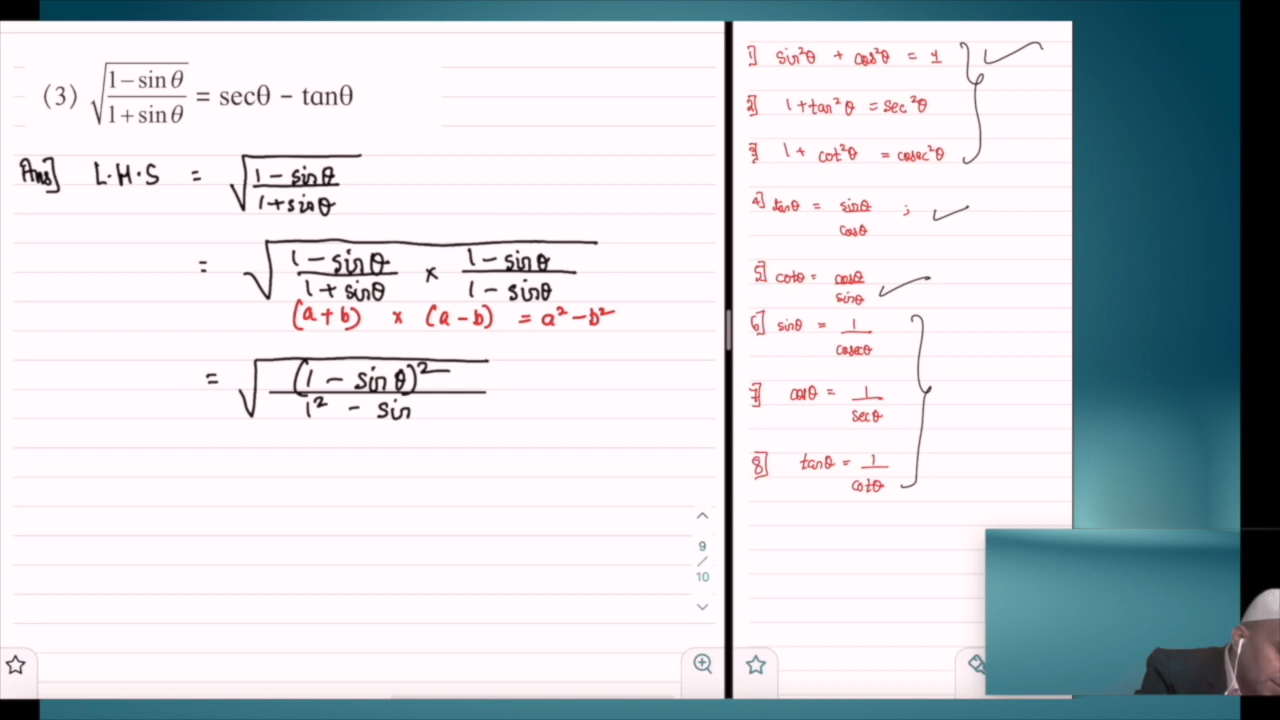 (3) √((1 − sin θ)/(1 + sin θ)) = secθ − tanθ
Ans] L.H.S = √((1 − sinθ)/(1 + sinθ))
= √((1 − sinθ)/(1 + sinθ) × (1 − sinθ)/(1 − sinθ))
(a + b) × (a − b) = a² − b²
= √((1 − sin θ)²/(1² − sin))
9
/
10
1] sin²θ + cos²θ = 1
2] 1 + tan²θ = sec²θ
3] 1 + cot²θ = cosec²θ
4] tanθ = sinθ/cosθ ;
5] cotθ = cosθ/sinθ
6] sinθ = 1/cosecθ
7] cosθ = 1/secθ
8] tanθ = 1/cotθ